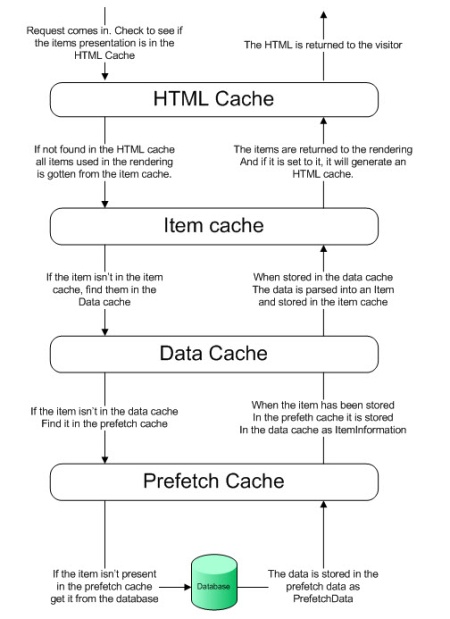 Request comes in. Check to see if
the items presentation is in the
HTML Cache
The HTML is returned to the visitor
HTML Cache
If not found in the HTML cache
all items used in the rendering
is gotten from the item cache.
The items are returned to the rendering
And if it is set to it, it will generate an
HTML cache.
Item cache
If the item isn't in the item
cache, find them in the
Data cache
When stored in the data cache
The data is parsed into an Item
and stored in the item cache
Data Cache
If the item isn't in the data cache
Find it in the prefetch cache
When the item has been stored
In the prefeth cache it is stored
In the data cache as ItemInformation
Prefetch Cache
If the item isn't present
in the prefetch cache
get it from the database
Database
The data is stored in the
prefetch data as
PrefetchData